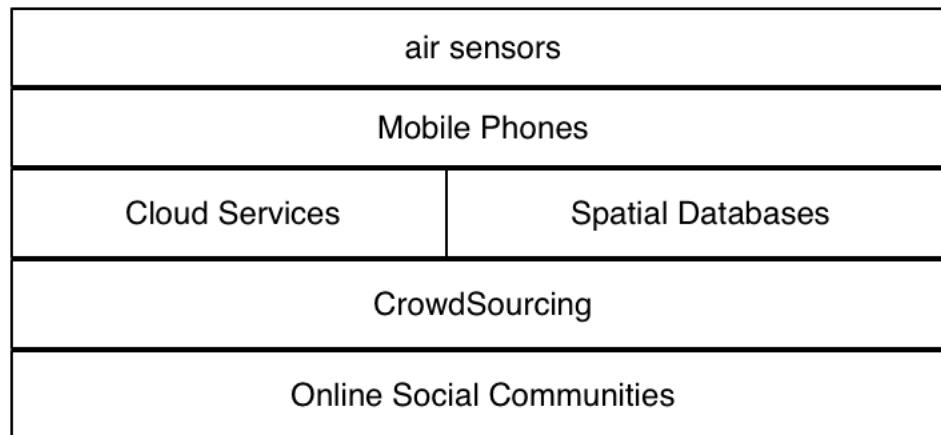 air sensors
Mobile Phones
Cloud Services
Spatial Databases
CrowdSourcing
Online Social Communities